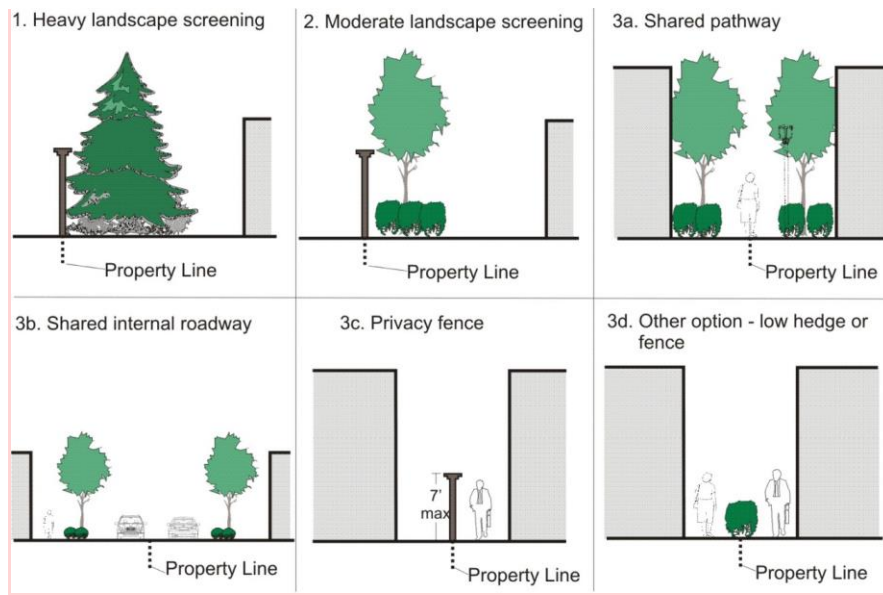 1. Heavy landscape screening
Property Line
2. Moderate landscape screening
Property Line
3a. Shared pathway
Property Line
3b. Shared internal roadway
Property Line
3c. Privacy fence
7'
max
Property Line
3d. Other option - low hedge or
fence
Property Line